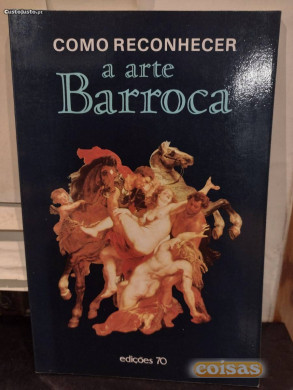 CustoJusto.pt
COMO RECONHECER
a arte
Barroca
edições 70
coisas